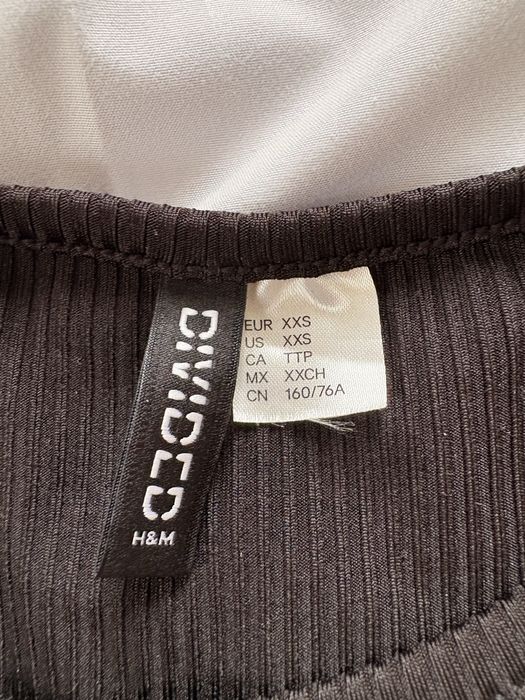 DIVIDED
H&M
EUR XXS
US XXS
CA TTP
MX XXCH
CN 160/76A